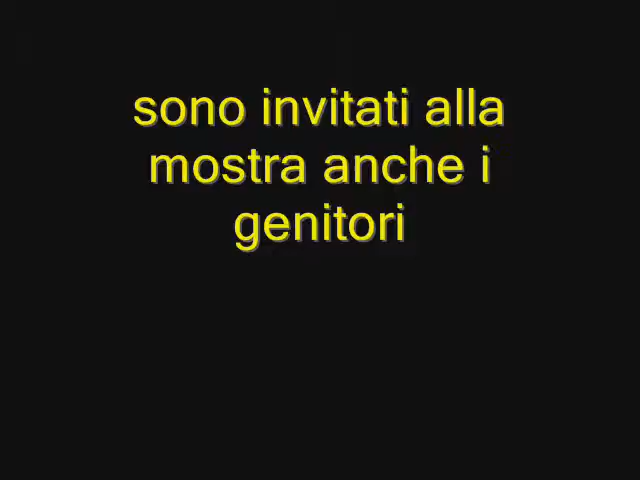 sono invitati alla
mostra anche i
genitori